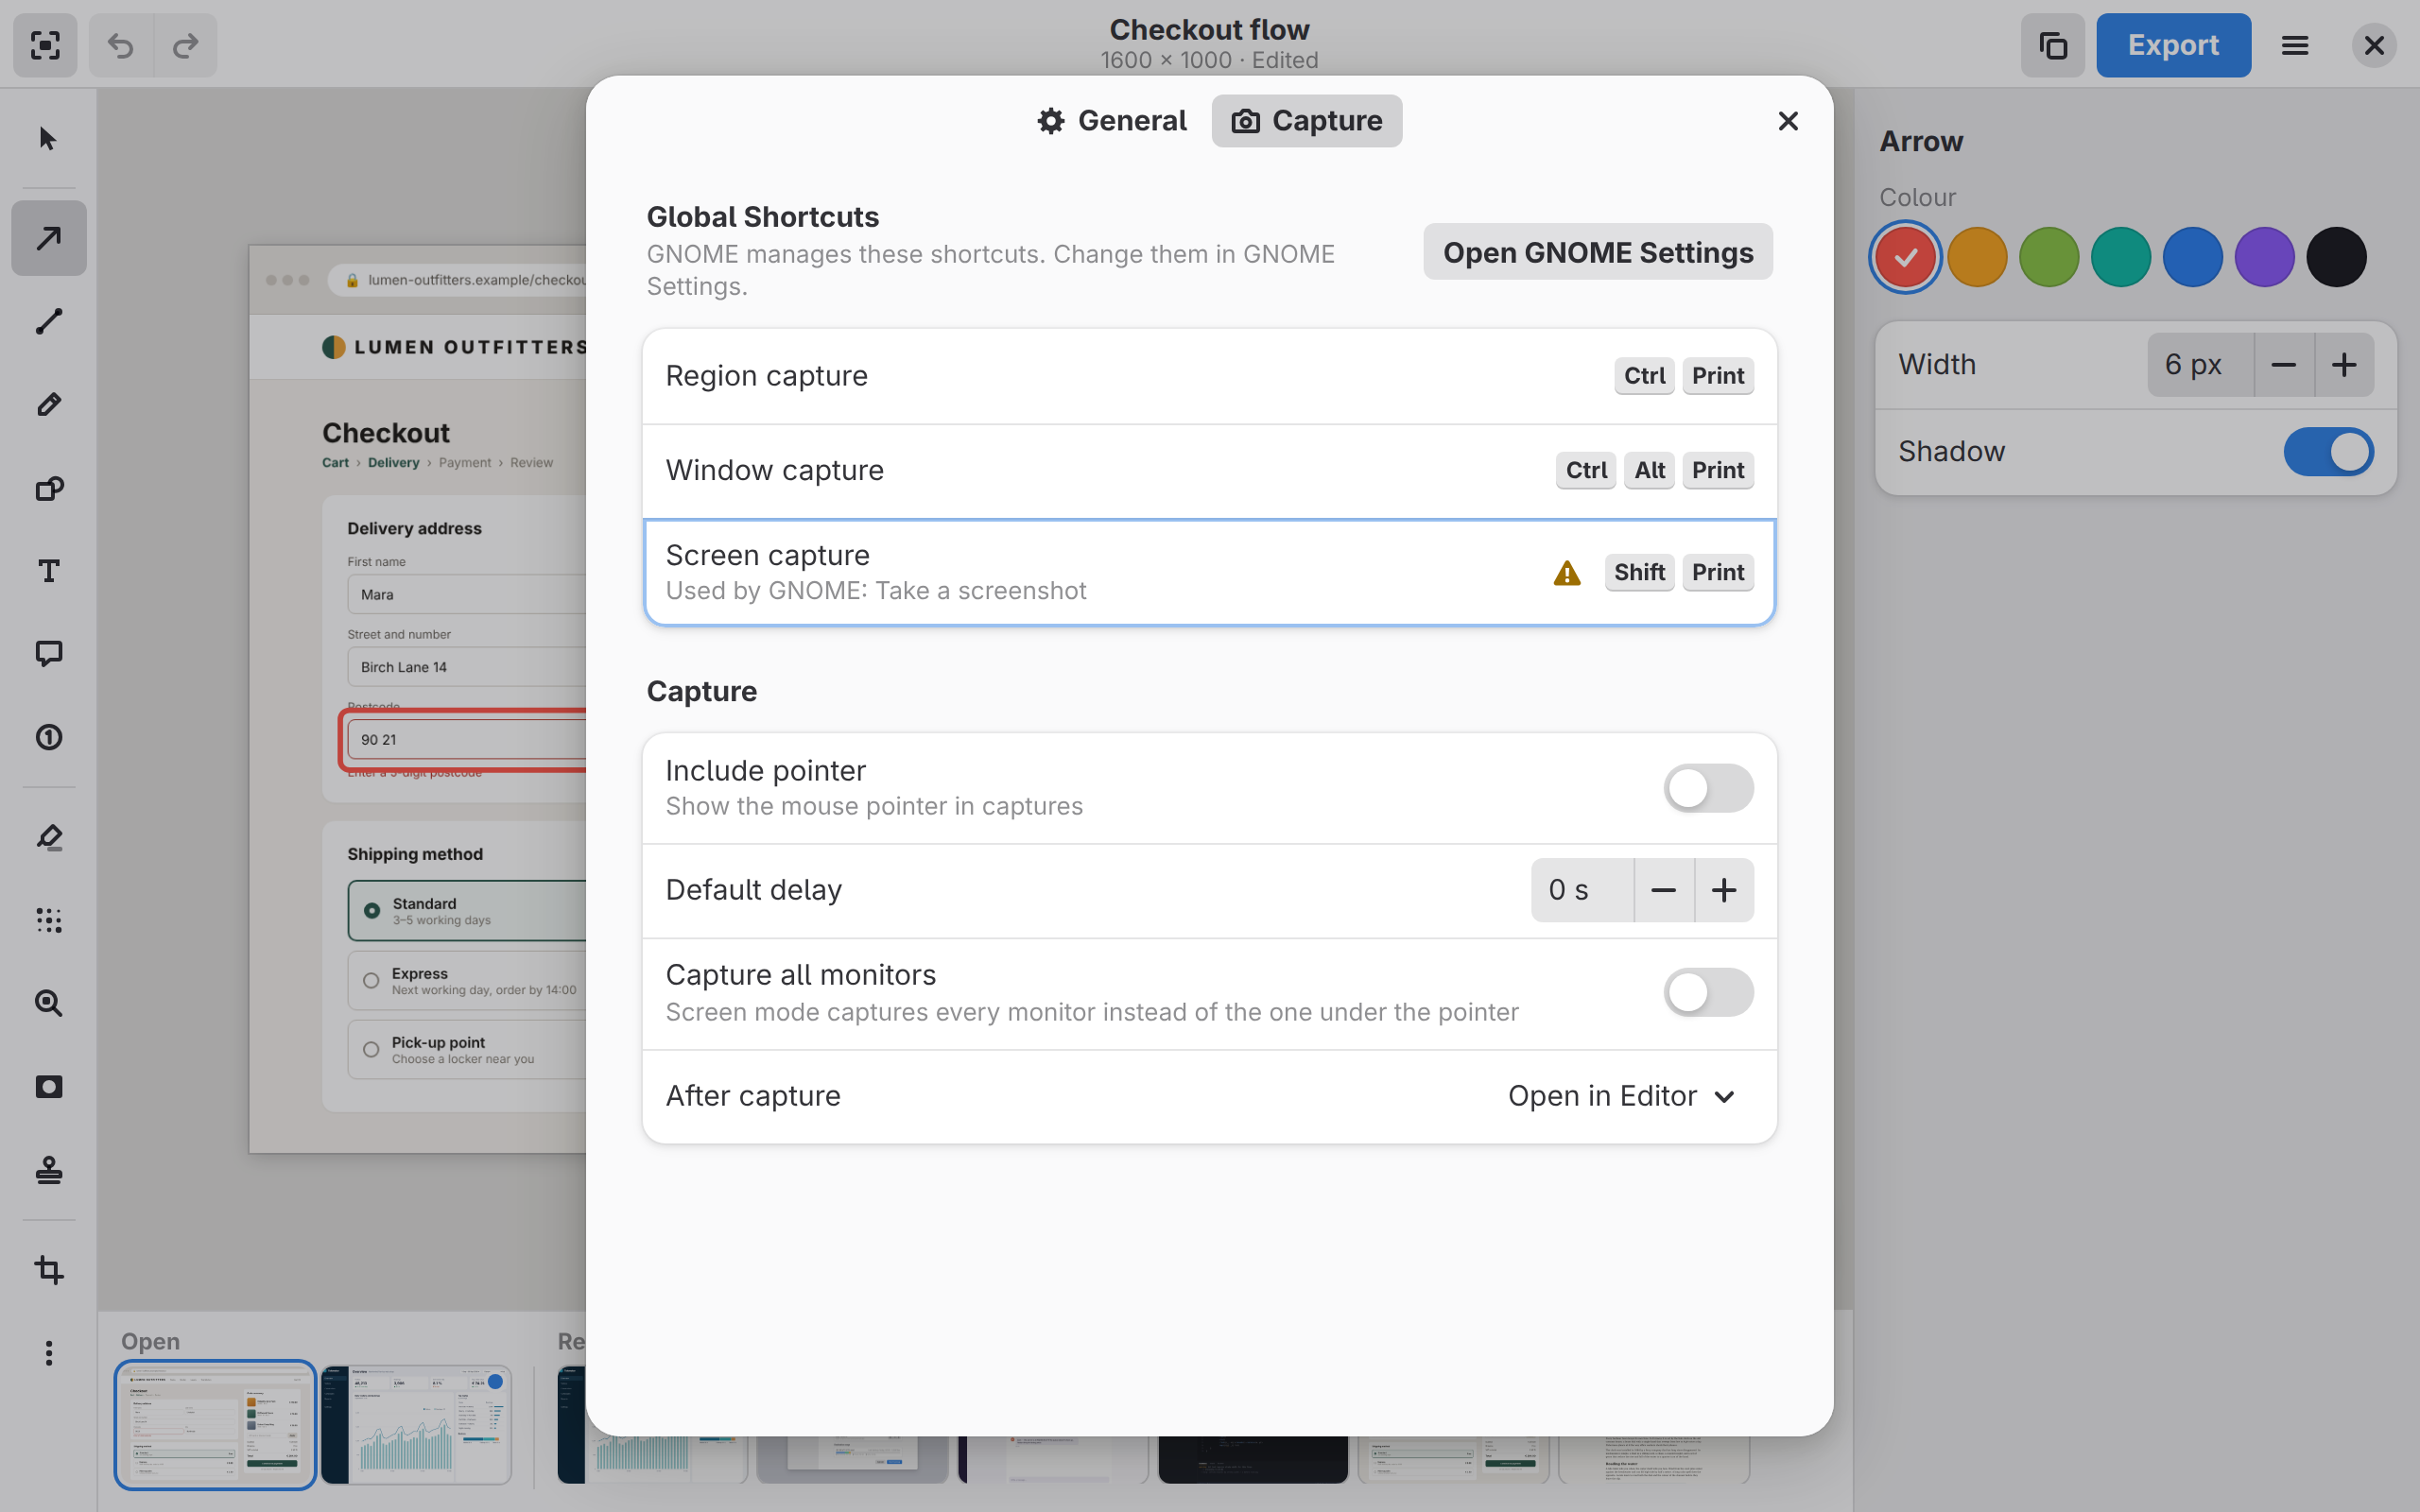 Checkout flow
1600 × 1000 · Edited
Export
General
Capture
Global Shortcuts
GNOME manages these shortcuts. Change them in GNOME
Settings.
Open GNOME Settings
Region capture
Ctrl Print
Window capture
Ctrl Alt Print
Screen capture
Used by GNOME: Take a screenshot
Shift Print
Capture
Include pointer
Show the mouse pointer in captures
Default delay
0 s
Capture all monitors
Screen mode captures every monitor instead of the one under the pointer
After capture
Open in Editor
Arrow
Colour
Width
6 px
Shadow
LUMEN OUTFITTERS
Checkout
Cart › Delivery › Payment › Review
Delivery address
First name
Mara
Street and number
Birch Lane 14
90 21
Shipping method
Standard
3–5 working days
Express
Next working day, order by 14:00
Pick-up point
Choose a locker near you
Open